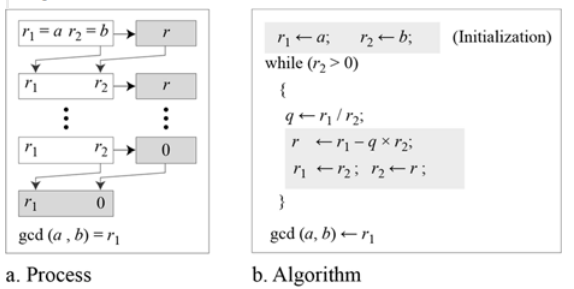 r₁ = a r₂ = b r
r₁ r₂ r
r₁ r₂ 0
r₁ 0
gcd (a , b) = r₁
a. Process
r₁ ← a; r₂ ← b; (Initialization)
while (r₂ > 0)
{
q ← r₁ / r₂;
r ← r₁ − q × r₂;
r₁ ← r₂ ; r₂ ← r ;
}
gcd (a, b) ← r₁
b. Algorithm